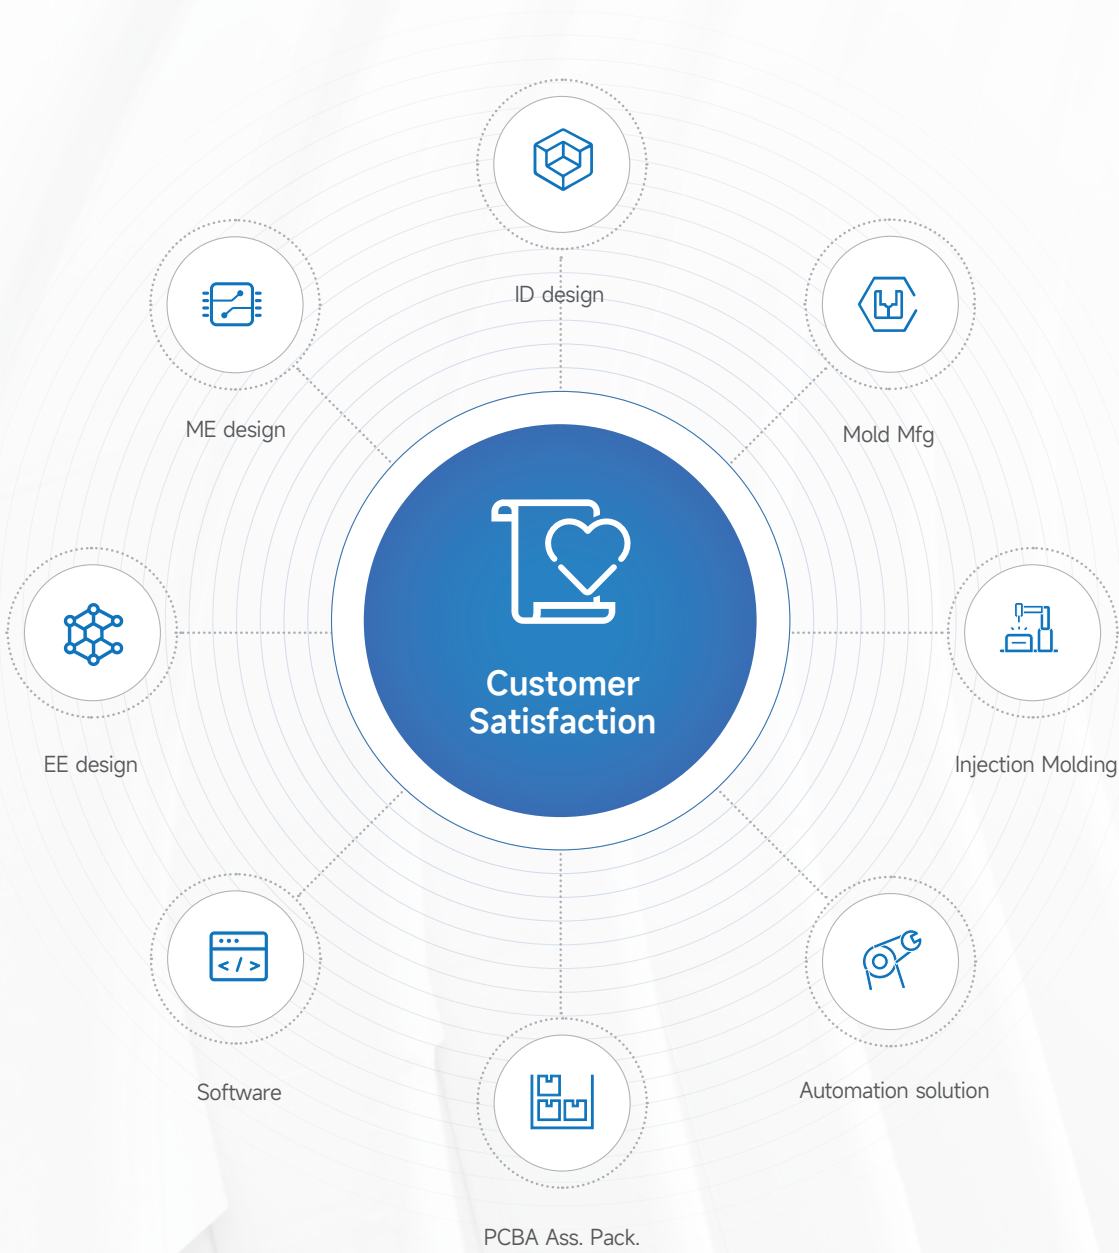 ID design
ME design
Mold Mfg
Customer
Satisfaction
EE design
Injection Molding
</>
Software
Automation solution
PCBA Ass. Pack.